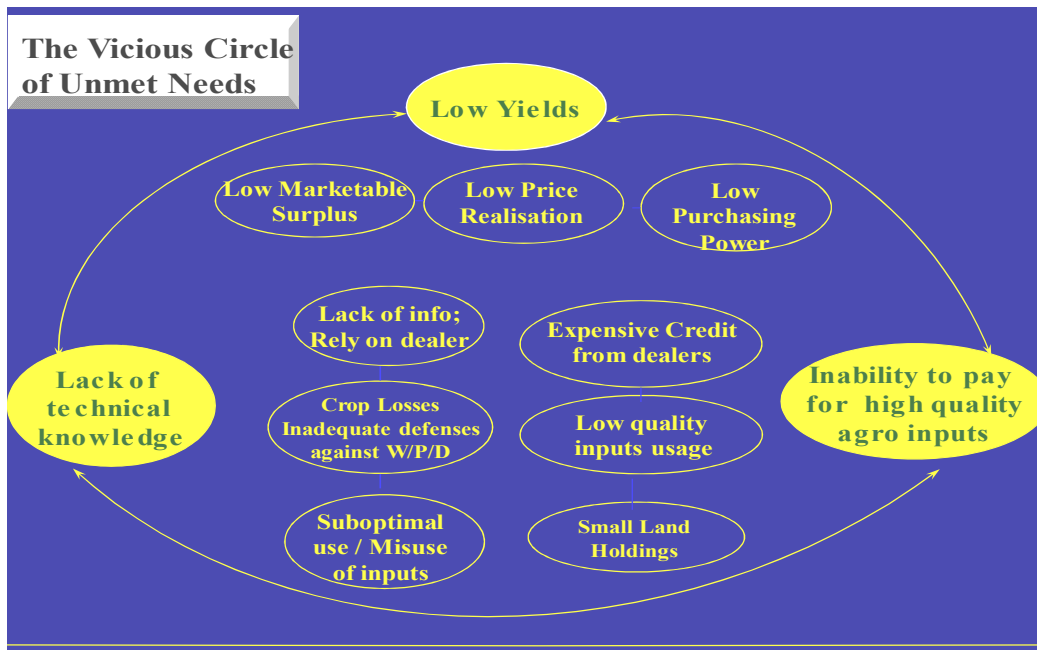 The Vicious Circle
of Unmet Needs
Low Yields
Low Marketable
Surplus
Low Price
Realisation
Low
Purchasing
Power
Lack of info;
Rely on dealer
Expensive Credit
from dealers
Lack of
technical
knowledge
Inability to pay
for high quality
agro inputs
Crop Losses
Inadequate defenses
against W/P/D
Low quality
inputs usage
Suboptimal
use / Misuse
of inputs
Small Land
Holdings